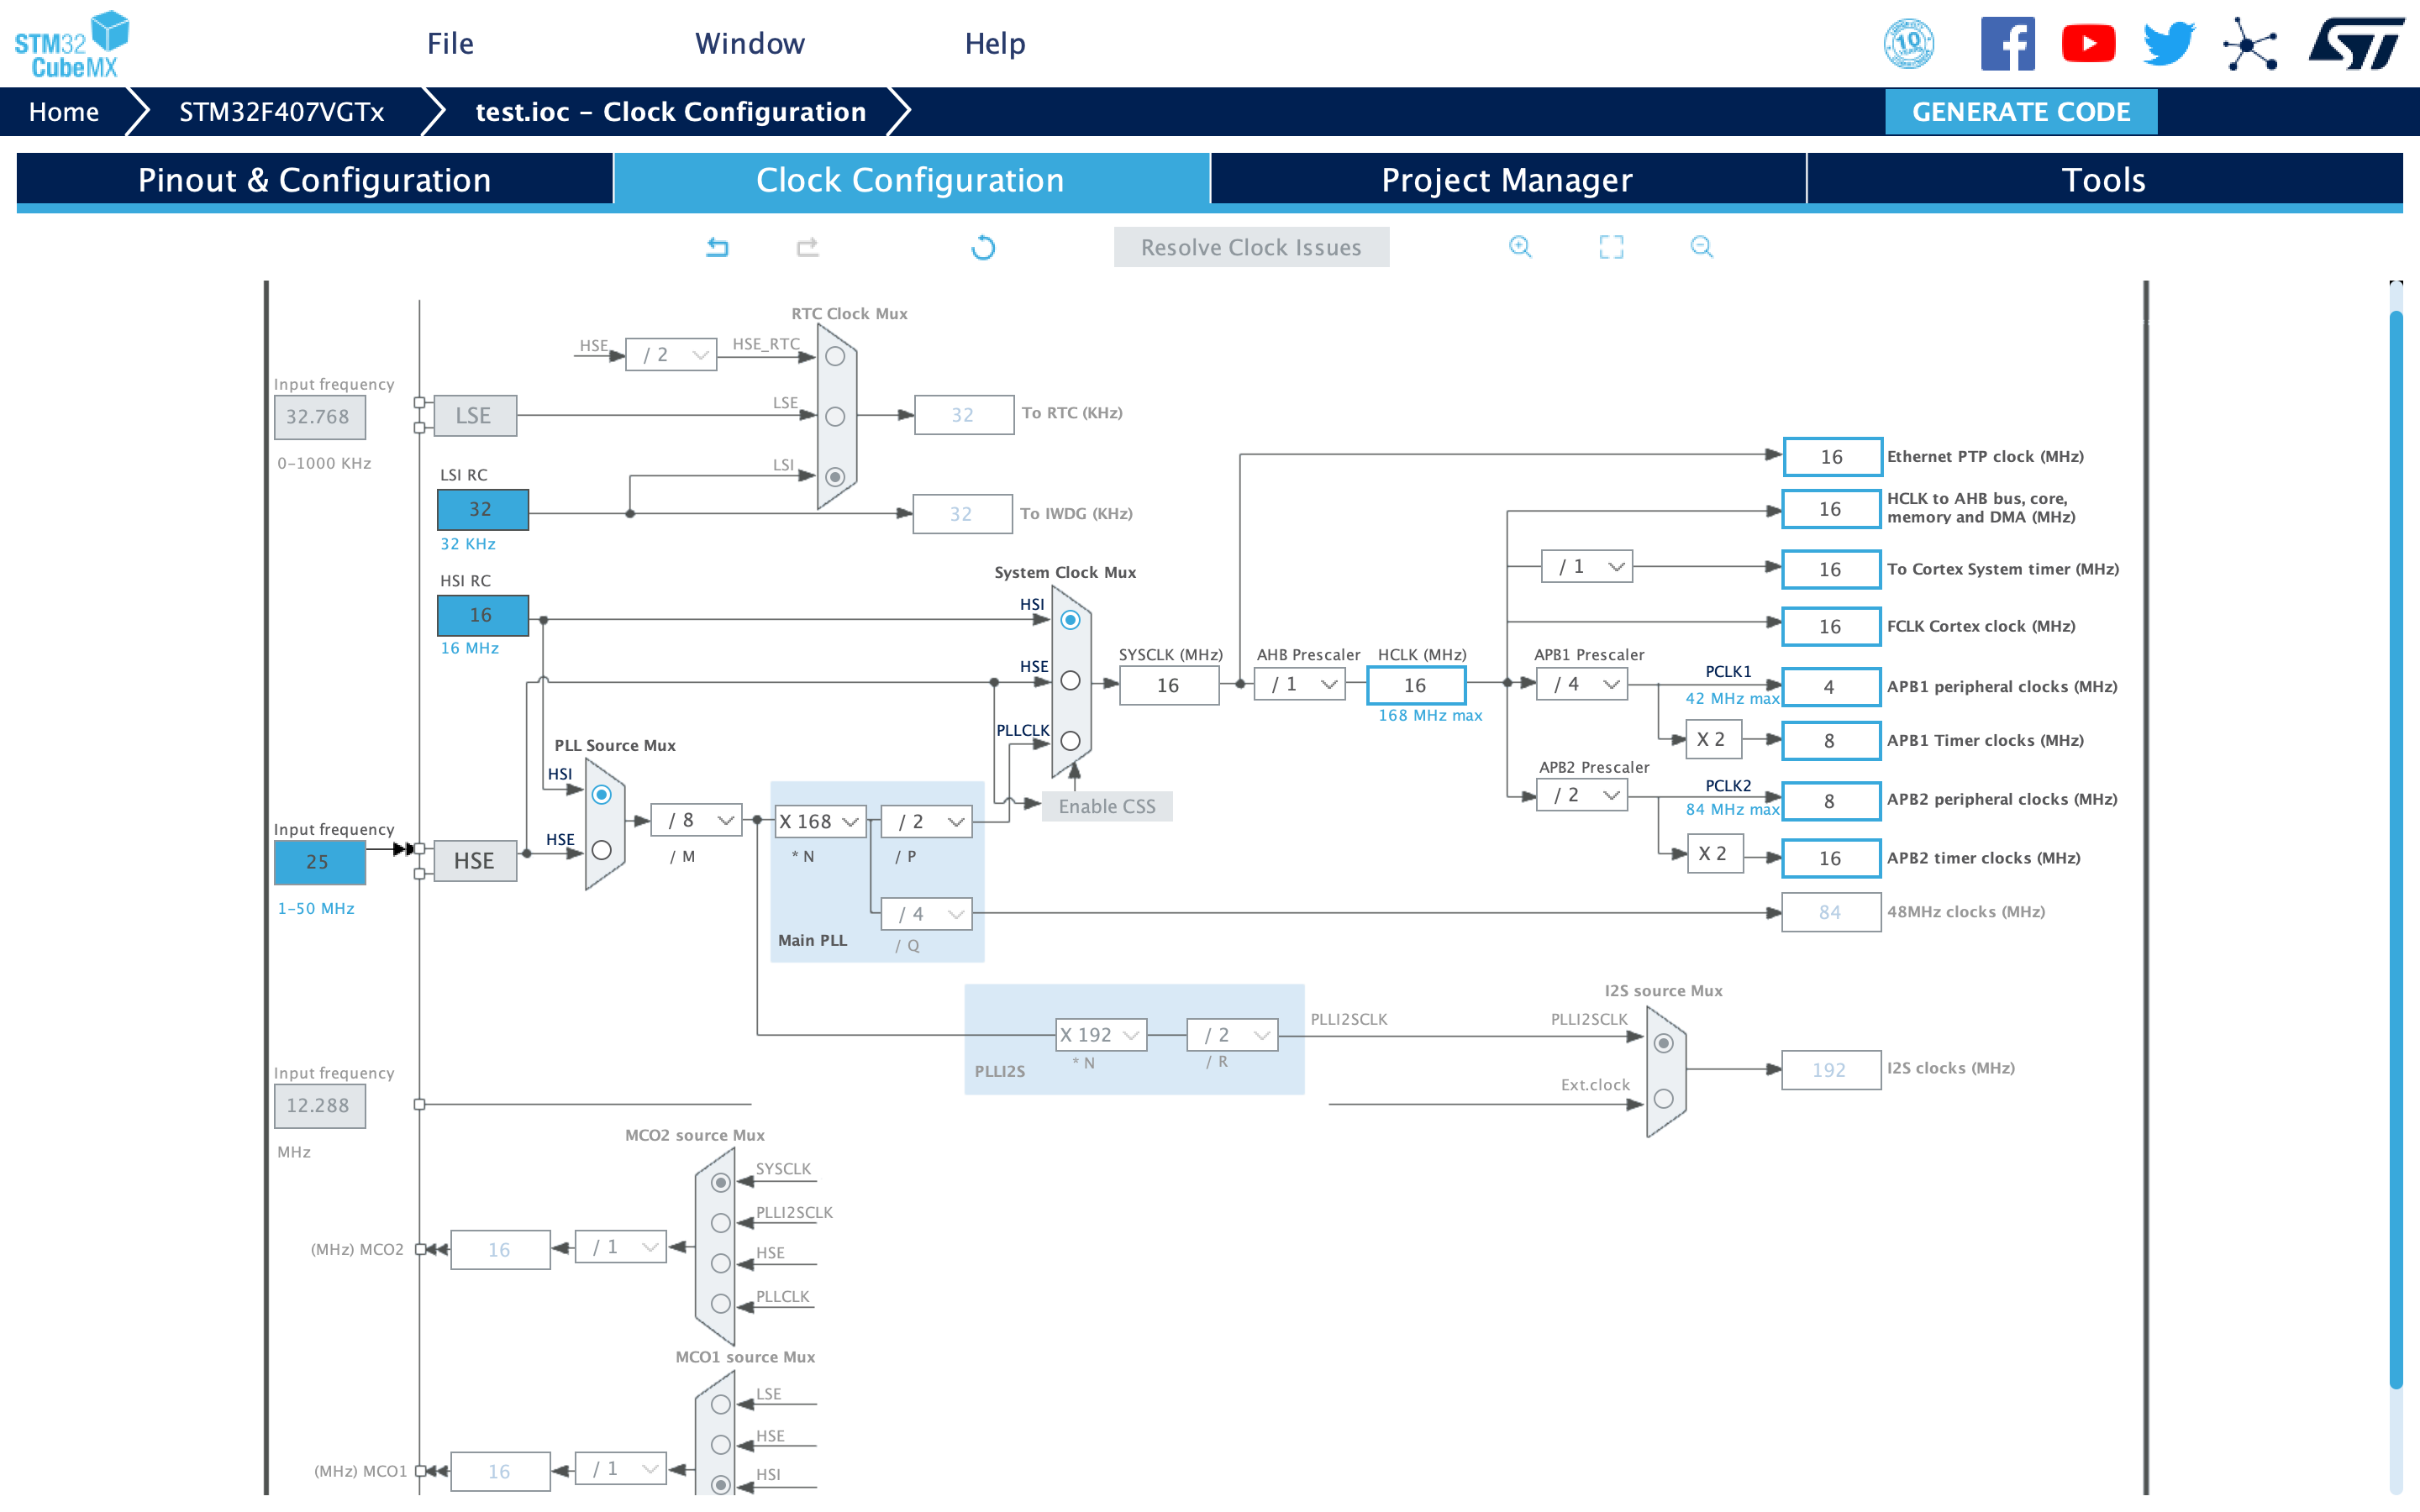 STM32
CubeMX
File
Window
Help
10
ST
Home
STM32F407VGTx
test.ioc - Clock Configuration
GENERATE CODE
Pinout & Configuration
Clock Configuration
Project Manager
Tools
Resolve Clock Issues
RTC Clock Mux
HSE
/ 2
HSE_RTC
Input frequency
32.768
LSE
LSE
32
To RTC (KHz)
0-1000 KHz
LSI RC
LSI
32
32
To IWDG (KHz)
32 KHz
16
Ethernet PTP clock (MHz)
16
HCLK to AHB bus, core,
memory and DMA (MHz)
HSI RC
System Clock Mux
/ 1
16
To Cortex System timer (MHz)
16
HSI
16 MHz
16
FCLK Cortex clock (MHz)
HSE
SYSCLK (MHz)
AHB Prescaler
HCLK (MHz)
APB1 Prescaler
PCLK1
16
/ 1
16
/ 4
4
APB1 peripheral clocks (MHz)
168 MHz max
42 MHz max
PLLCLK
PLL Source Mux
X 2
8
APB1 Timer clocks (MHz)
HSI
APB2 Prescaler
PCLK2
/ 2
8
APB2 peripheral clocks (MHz)
84 MHz max
Enable CSS
/ 8
X 168
/ 2
Input frequency
HSE
/ M
* N
/ P
25
HSE
X 2
16
APB2 timer clocks (MHz)
1-50 MHz
/ 4
84
48MHz clocks (MHz)
Main PLL
/ Q
I2S source Mux
PLLI2SCLK
PLLI2SCLK
X 192
/ 2
PLLI2S
* N
/ R
192
I2S clocks (MHz)
Input frequency
12.288
Ext.clock
MHz
MCO2 source Mux
SYSCLK
PLLI2SCLK
(MHz) MCO2
16
/ 1
HSE
PLLCLK
MCO1 source Mux
LSE
HSE
(MHz) MCO1
16
/ 1
HSI